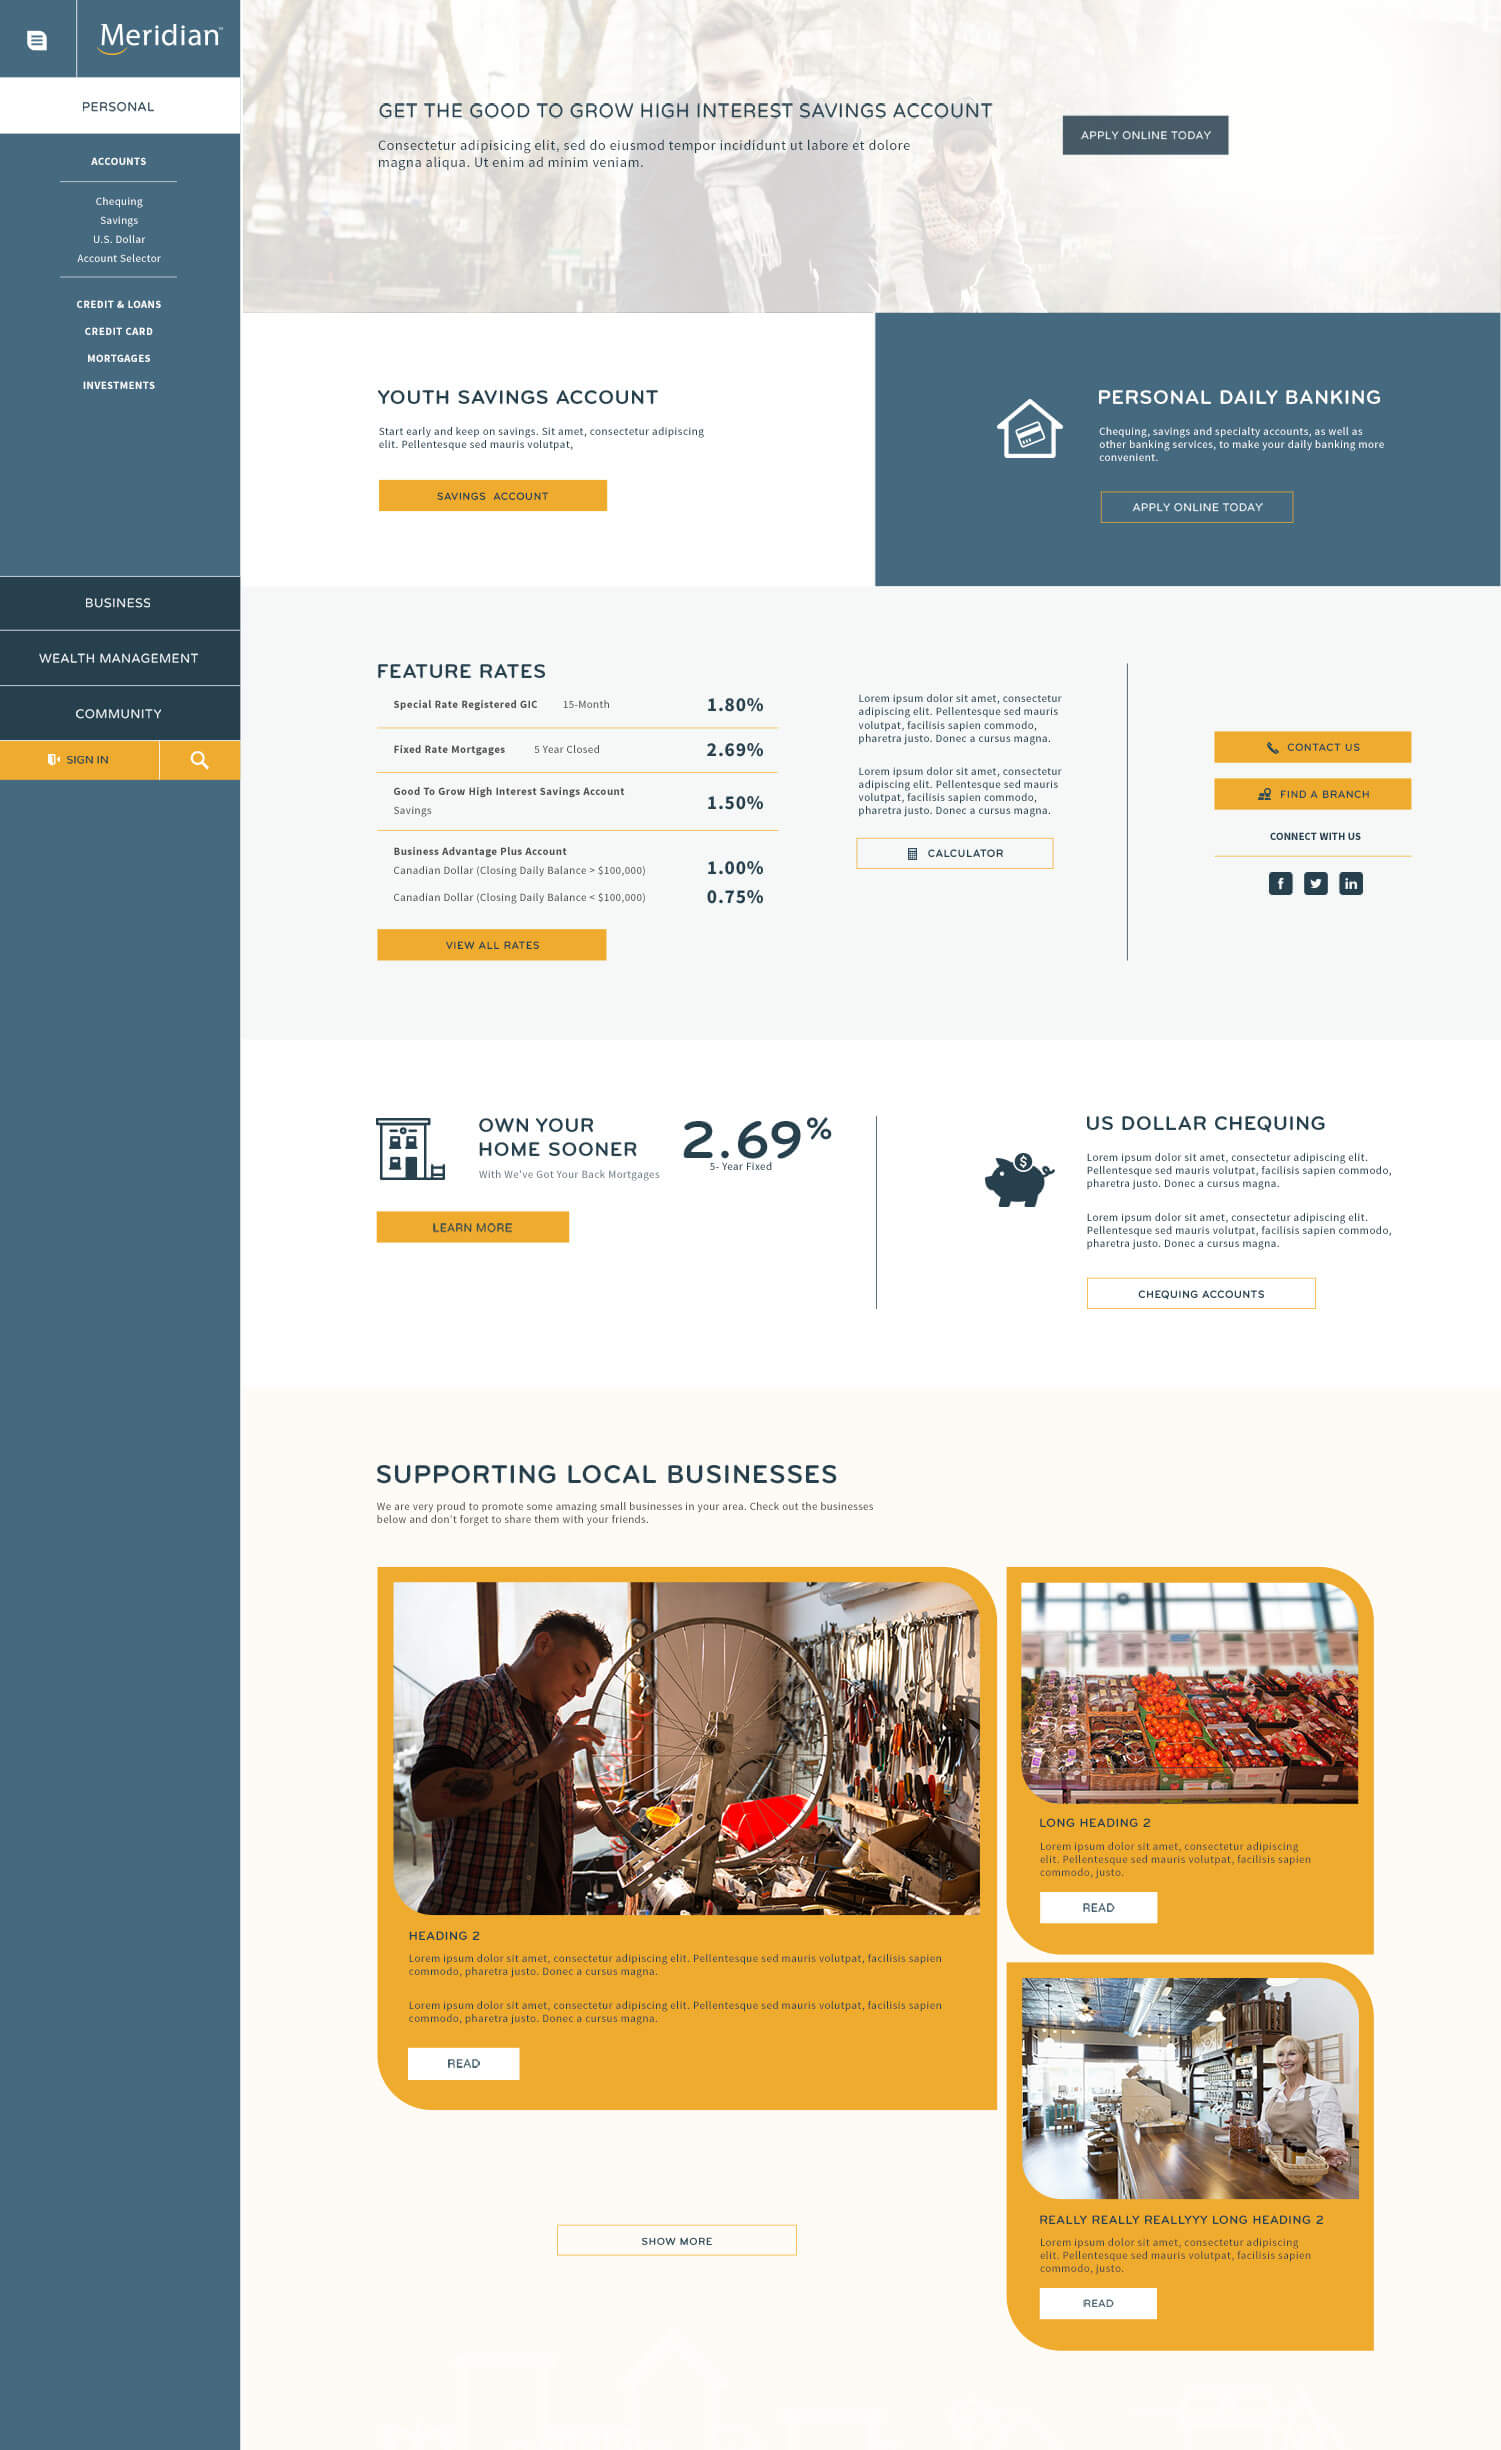 Meridian™
PERSONAL
ACCOUNTS
Chequing
Savings
U.S. Dollar
Account Selector
CREDIT & LOANS
CREDIT CARD
MORTGAGES
INVESTMENTS
BUSINESS
WEALTH MANAGEMENT
COMMUNITY
SIGN IN
GET THE GOOD TO GROW HIGH INTEREST SAVINGS ACCOUNT
Consectetur adipisicing elit, sed do eiusmod tempor incididunt ut labore et dolore
magna aliqua. Ut enim ad minim veniam.
APPLY ONLINE TODAY
YOUTH SAVINGS ACCOUNT
Start early and keep on savings. Sit amet, consectetur adipiscing
elit. Pellentesque sed mauris volutpat,
SAVINGS ACCOUNT
PERSONAL DAILY BANKING
Chequing, savings and specialty accounts, as well as
other banking services, to make your daily banking more
convenient.
APPLY ONLINE TODAY
FEATURE RATES
Special Rate Registered GIC 15-Month 1.80%
Fixed Rate Mortgages 5 Year Closed 2.69%
Good To Grow High Interest Savings Account
Savings
1.50%
Business Advantage Plus Account
Canadian Dollar (Closing Daily Balance > $100,000) 1.00%
Canadian Dollar (Closing Daily Balance < $100,000) 0.75%
VIEW ALL RATES
Lorem ipsum dolor sit amet, consectetur
adipiscing elit. Pellentesque sed mauris
volutpat, facilisis sapien commodo,
pharetra justo. Donec a cursus magna.
Lorem ipsum dolor sit amet, consectetur
adipiscing elit. Pellentesque sed mauris
volutpat, facilisis sapien commodo,
pharetra justo. Donec a cursus magna.
CALCULATOR
CONTACT US
FIND A BRANCH
CONNECT WITH US
f
in
OWN YOUR
HOME SOONER
With We've Got Your Back Mortgages
2.69%
5- Year Fixed
LEARN MORE
$
US DOLLAR CHEQUING
Lorem ipsum dolor sit amet, consectetur adipiscing elit.
Pellentesque sed mauris volutpat, facilisis sapien commodo,
pharetra justo. Donec a cursus magna.
Lorem ipsum dolor sit amet, consectetur adipiscing elit.
Pellentesque sed mauris volutpat, facilisis sapien commodo,
pharetra justo. Donec a cursus magna.
CHEQUING ACCOUNTS
SUPPORTING LOCAL BUSINESSES
We are very proud to promote some amazing small businesses in your area. Check out the businesses
below and don't forget to share them with your friends.
HEADING 2
Lorem ipsum dolor sit amet, consectetur adipiscing elit. Pellentesque sed mauris volutpat, facilisis sapien
commodo, pharetra justo. Donec a cursus magna.
Lorem ipsum dolor sit amet, consectetur adipiscing elit. Pellentesque sed mauris volutpat, facilisis sapien
commodo, pharetra justo. Donec a cursus magna.
READ
LONG HEADING 2
Lorem ipsum dolor sit amet, consectetur adipiscing
elit. Pellentesque sed mauris volutpat, facilisis sapien
commodo, justo.
READ
REALLY REALLY REALLYYY LONG HEADING 2
Lorem ipsum dolor sit amet, consectetur adipiscing
elit. Pellentesque sed mauris volutpat, facilisis sapien
commodo, justo.
READ
SHOW MORE